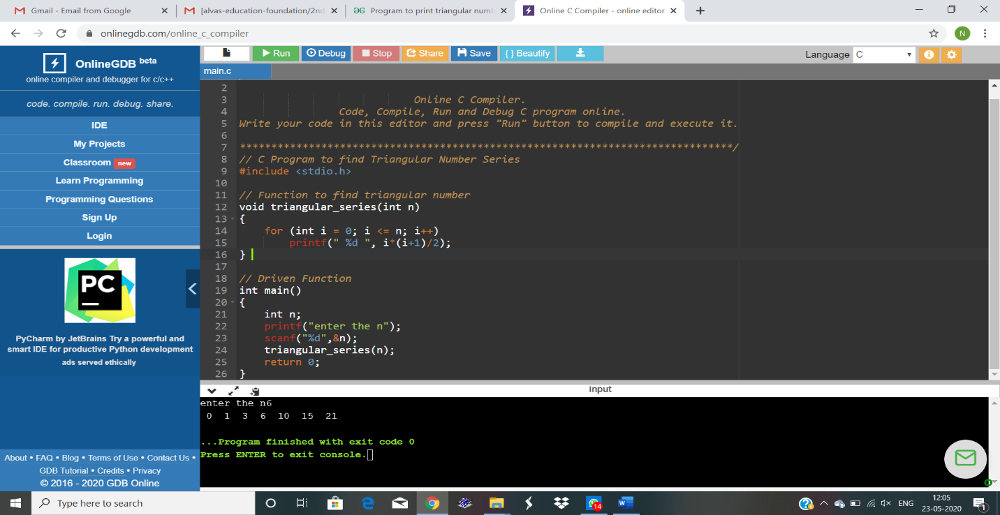 Gmail - Email from Google
[alvas-education-foundation/2nd
Program to print triangular numb
Online C Compiler - online editor
onlinegdb.com/online_c_compiler
N
OnlineGDB beta
online compiler and debugger for c/c++
code. compile. run. debug. share.
IDE
My Projects
Classroom new
Learn Programming
Programming Questions
Sign Up
Login
PC
PyCharm by JetBrains Try a powerful and
smart IDE for productive Python development
ads served ethically
About • FAQ • Blog • Terms of Use • Contact Us •
GDB Tutorial • Credits • Privacy
© 2016 - 2020 GDB Online
Run Debug Stop Share Save { } Beautify
Language C
main.c
2
3 Online C Compiler.
4 Code, Compile, Run and Debug C program online.
5 Write your code in this editor and press "Run" button to compile and execute it.
6
7 *******************************************************************************/
8 // C Program to find Triangular Number Series
9 #include <stdio.h>
10
11 // Function to find triangular number
12 void triangular_series(int n)
13 {
14 for (int i = 0; i <= n; i++)
15 printf(" %d ", i*(i+1)/2);
16 }
17
18 // Driven Function
19 int main()
20 {
21 int n;
22 printf("enter the n");
23 scanf("%d",&n);
24 triangular_series(n);
25 return 0;
26 }
input
enter the n6
0 1 3 6 10 15 21
...Program finished with exit code 0
Press ENTER to exit console.
Type here to search
14
ENG
12:05
23-05-2020
1